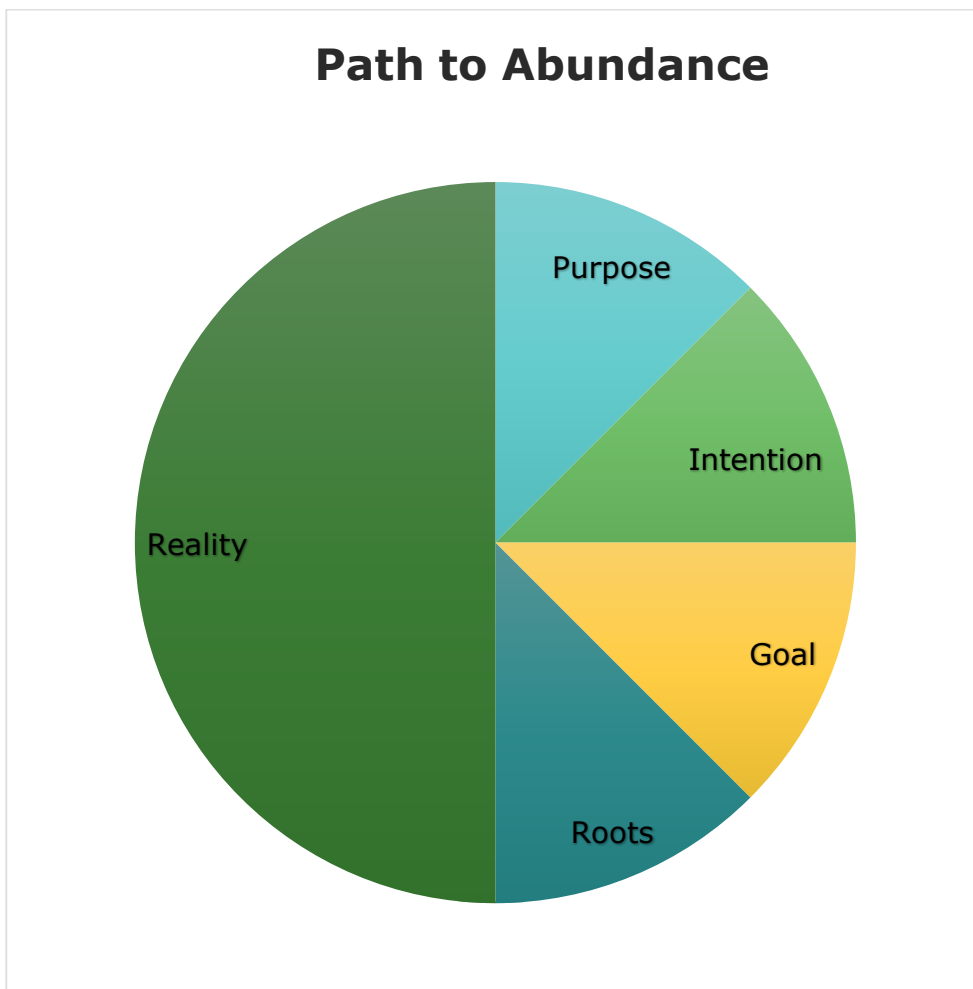 Path to Abundance
Purpose
Intention
Reality
Goal
Roots